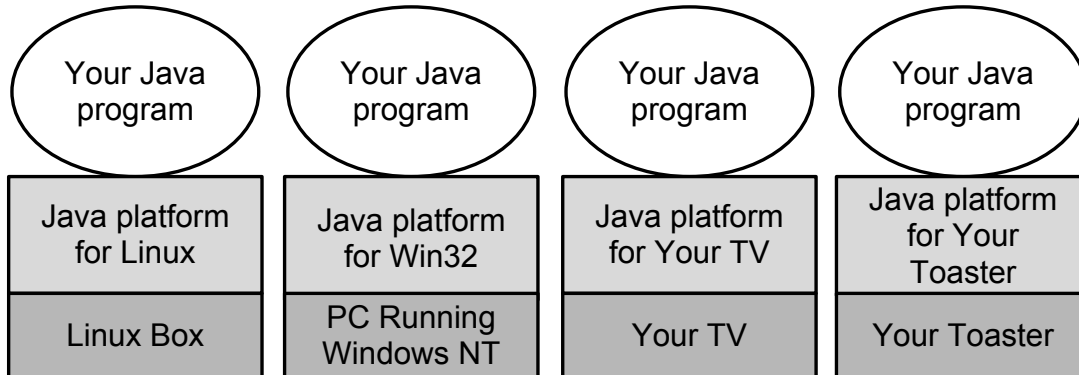 Your Java
program
Your Java
program
Your Java
program
Your Java
program
Java platform
for Linux
Java platform
for Win32
Java platform
for Your TV
Java platform
for Your
Toaster
Linux Box
PC Running
Windows NT
Your TV
Your Toaster